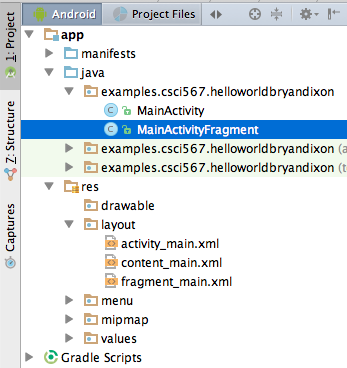 Android Project Files
1: Project
Z: Structure
Captures
app
manifests
java
examples.csci567.helloworldbryandixon
MainActivity
MainActivityFragment
examples.csci567.helloworldbryandixon (a
examples.csci567.helloworldbryandixon (t
res
drawable
layout
activity_main.xml
content_main.xml
fragment_main.xml
menu
mipmap
values
Gradle Scripts